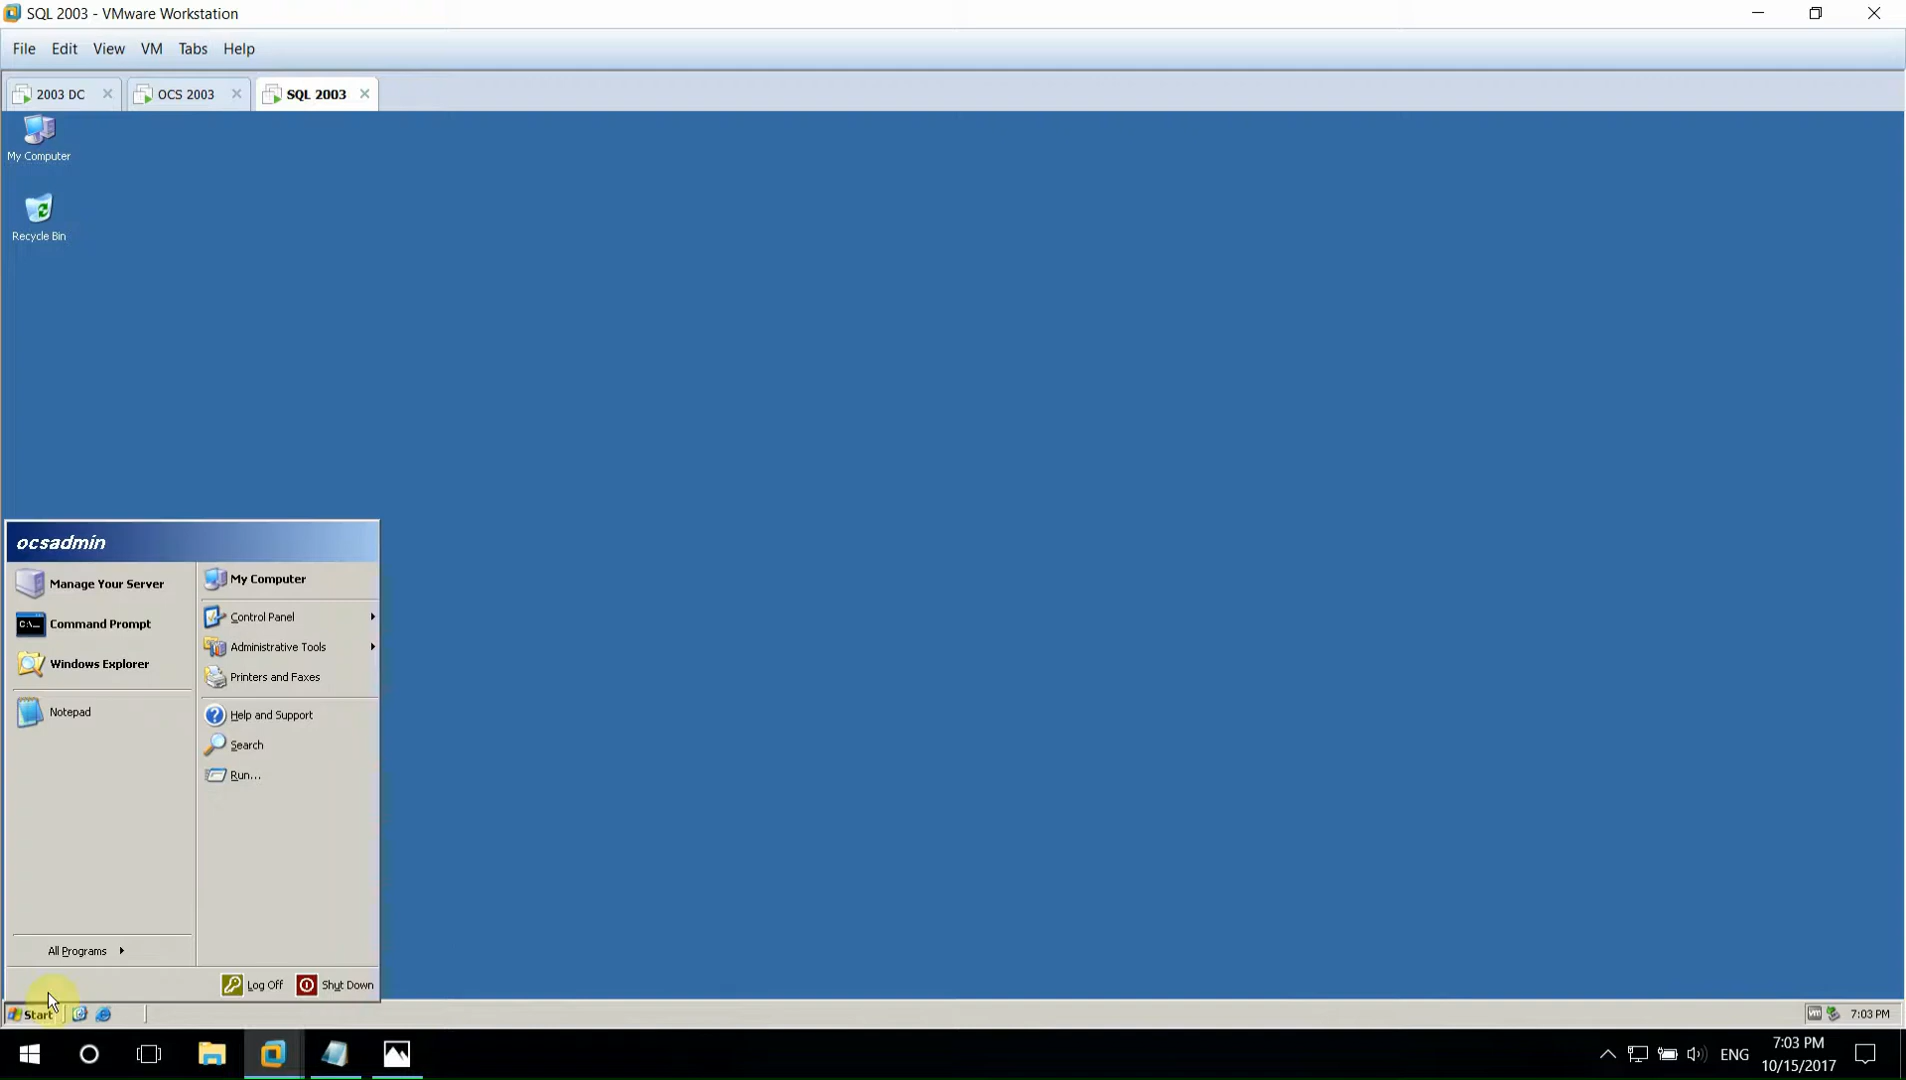 SQL 2003 - VMware Workstation
File Edit View VM Tabs Help
2003 DC OCS 2003 SQL 2003
My Computer
Recycle Bin
ocsadmin
Manage Your Server
Command Prompt
Windows Explorer
Notepad
All Programs
My Computer
Control Panel
Administrative Tools
Printers and Faxes
Help and Support
Search
Run...
Log Off Shut Down
Start
7:03 PM
ENG
7:03 PM
10/15/2017